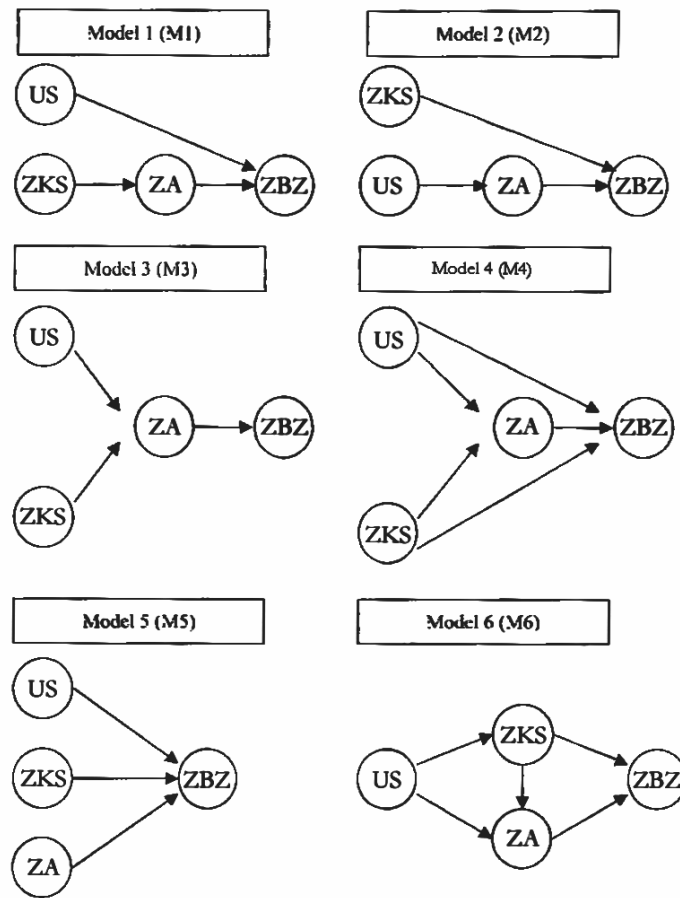 Model 1 (M1)
US
ZKS ZA ZBZ
Model 2 (M2)
ZKS
US ZA ZBZ
Model 3 (M3)
US
ZA ZBZ
ZKS
Model 4 (M4)
US
ZA ZBZ
ZKS
Model 5 (M5)
US
ZKS ZBZ
ZA
Model 6 (M6)
ZKS
US ZBZ
ZA